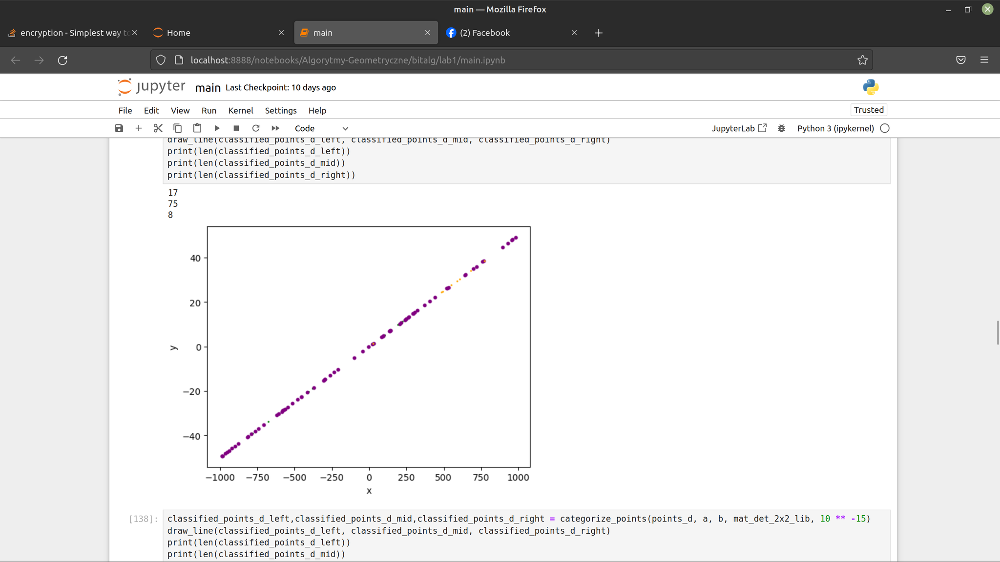 main — Mozilla Firefox
encryption - Simplest way to
Home
main
(2) Facebook
localhost:8888/notebooks/Algorytmy-Geometryczne/bitalg/lab1/main.ipynb
jupyter main Last Checkpoint: 10 days ago
File Edit View Run Kernel Settings Help Trusted
Code JupyterLab Python 3 (ipykernel)
draw_line(classified_points_d_left, classified_points_d_mid, classified_points_d_right)
print(len(classified_points_d_left))
print(len(classified_points_d_mid))
print(len(classified_points_d_right))
17
75
8
40
20
0
−20
−40
y
−1000 −750 −500 −250 0 250 500 750 1000
x
[138]: classified_points_d_left,classified_points_d_mid,classified_points_d_right = categorize_points(points_d, a, b, mat_det_2x2_lib, 10 ** -15)
draw_line(classified_points_d_left, classified_points_d_mid, classified_points_d_right)
print(len(classified_points_d_left))
print(len(classified_points_d_mid))